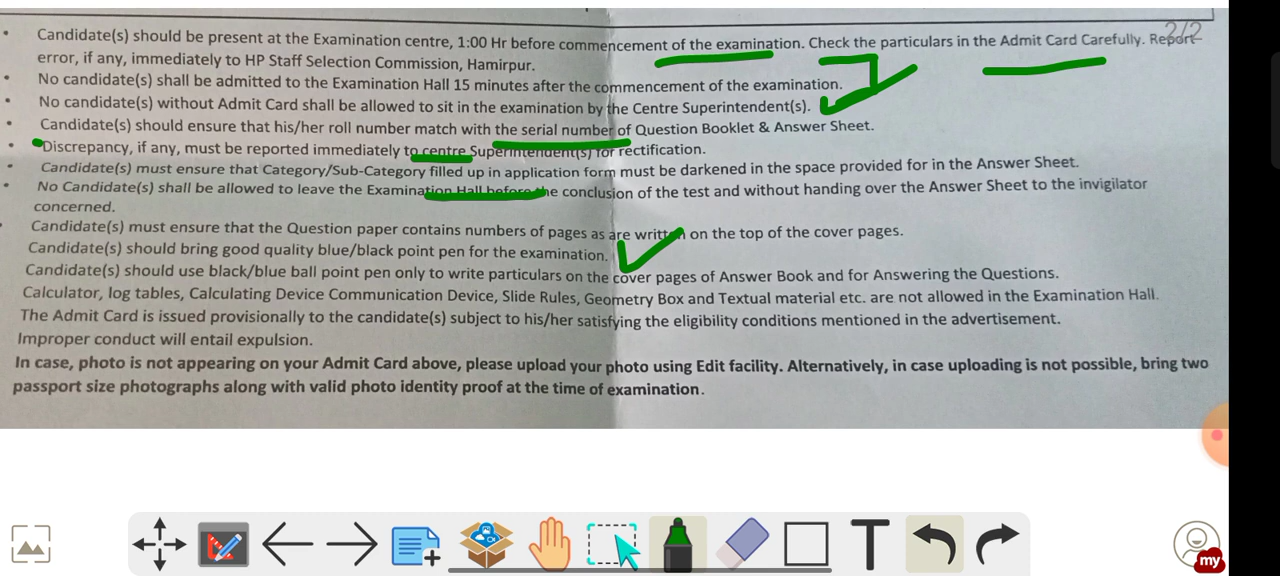 2/2
• Candidate(s) should be present at the Examination centre, 1:00 Hr before commencement of the examination. Check the particulars in the Admit Card Carefully. Report
error, if any, immediately to HP Staff Selection Commission, Hamirpur.
• No candidate(s) shall be admitted to the Examination Hall 15 minutes after the commencement of the examination.
• No candidate(s) without Admit Card shall be allowed to sit in the examination by the Centre Superintendent(s).
• Candidate(s) should ensure that his/her roll number match with the serial number of Question Booklet & Answer Sheet.
• Discrepancy, if any, must be reported immediately to centre Superintendent(s) for rectification.
• Candidate(s) must ensure that Category/Sub-Category filled up in application form must be darkened in the space provided for in the Answer Sheet.
• No Candidate(s) shall be allowed to leave the Examination Hall before the conclusion of the test and without handing over the Answer Sheet to the invigilator
concerned.
Candidate(s) must ensure that the Question paper contains numbers of pages as are written on the top of the cover pages.
Candidate(s) should bring good quality blue/black point pen for the examination.
Candidate(s) should use black/blue ball point pen only to write particulars on the cover pages of Answer Book and for Answering the Questions.
Calculator, log tables, Calculating Device Communication Device, Slide Rules, Geometry Box and Textual material etc. are not allowed in the Examination Hall.
The Admit Card is issued provisionally to the candidate(s) subject to his/her satisfying the eligibility conditions mentioned in the advertisement.
Improper conduct will entail expulsion.
In case, photo is not appearing on your Admit Card above, please upload your photo using Edit facility. Alternatively, in case uploading is not possible, bring two
passport size photographs along with valid photo identity proof at the time of examination.
T
my